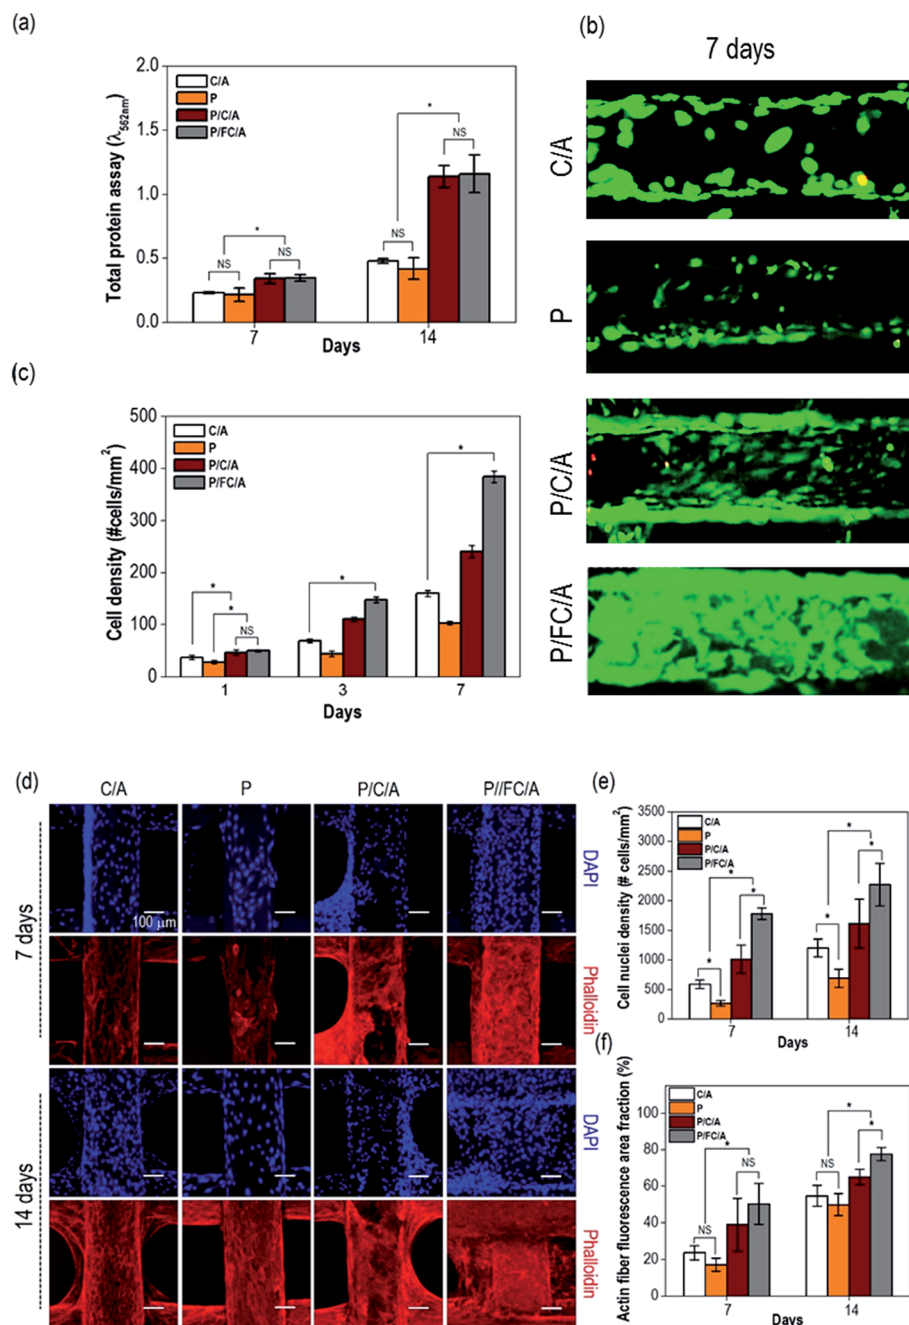 (a)
Total protein assay (λ562nm)
2.0
1.5
1.0
0.5
0.0
C/A
P
P/C/A
P/FC/A
*
NS
NS
*
NS
NS
7
14
Days
(b)
7 days
C/A
P
P/C/A
P/FC/A
(c)
Cell density (#cells/mm²)
500
400
300
200
100
0
C/A
P
P/C/A
P/FC/A
*
*
NS
*
*
1
3
7
Days
(d)
C/A
P
P/C/A
P//FC/A
7 days
14 days
100 µm
DAPI
Phalloidin
DAPI
Phalloidin
(e)
Cell nuclei density (# cells/mm²)
3500
3000
2500
2000
1500
1000
500
0
C/A
P
P/C/A
P/FC/A
*
*
*
*
*
*
7
14
Days
(f)
Actin fiber fluorescence area fraction (%)
100
80
60
40
20
0
C/A
P
P/C/A
P/FC/A
NS
*
NS
NS
*
*
7
14
Days